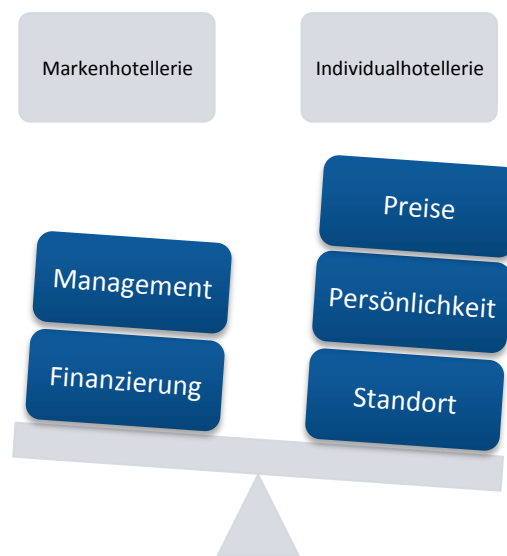 Markenhotellerie
Individualhotellerie
Preise
Management
Persönlichkeit
Finanzierung
Standort